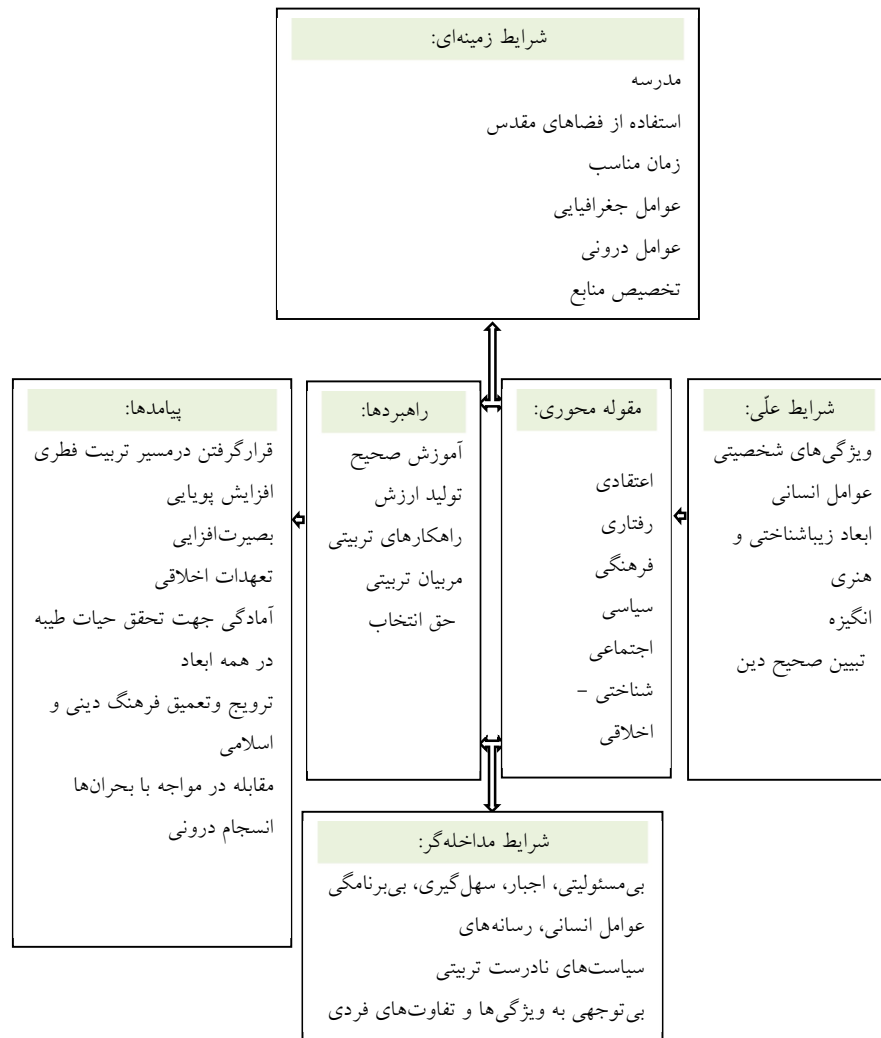 شرایط زمینه‌ای:
مدرسه
استفاده از فضاهای مقدس
زمان مناسب
عوامل جغرافیایی
عوامل درونی
تخصیص منابع
شرایط علّی:
ویژگی‌های شخصیتی
عوامل انسانی
ابعاد زیباشناختی و
هنری
انگیزه
تبیین صحیح دین
مقوله محوری:
اعتقادی
رفتاری
فرهنگی
سیاسی
اجتماعی
شناختی –
اخلاقی
راهبردها:
آموزش صحیح
تولید ارزش
راهکارهای تربیتی
مربیان تربیتی
حق انتخاب
پیامدها:
قرارگرفتن درمسیر تربیت فطری
افزایش پویایی
بصیرت‌افزایی
تعهدات اخلاقی
آمادگی جهت تحقق حیات طیبه
در همه ابعاد
ترویج وتعمیق فرهنگ دینی و
اسلامی
مقابله در مواجه با بحران‌ها
انسجام درونی
شرایط مداخله‌گر:
بی‌مسئولیتی، اجبار، سهل‌گیری، بی‌برنامگی
عوامل انسانی، رسانه‌های
سیاست‌های نادرست تربیتی
بی‌توجهی به ویژگی‌ها و تفاوت‌های فردی